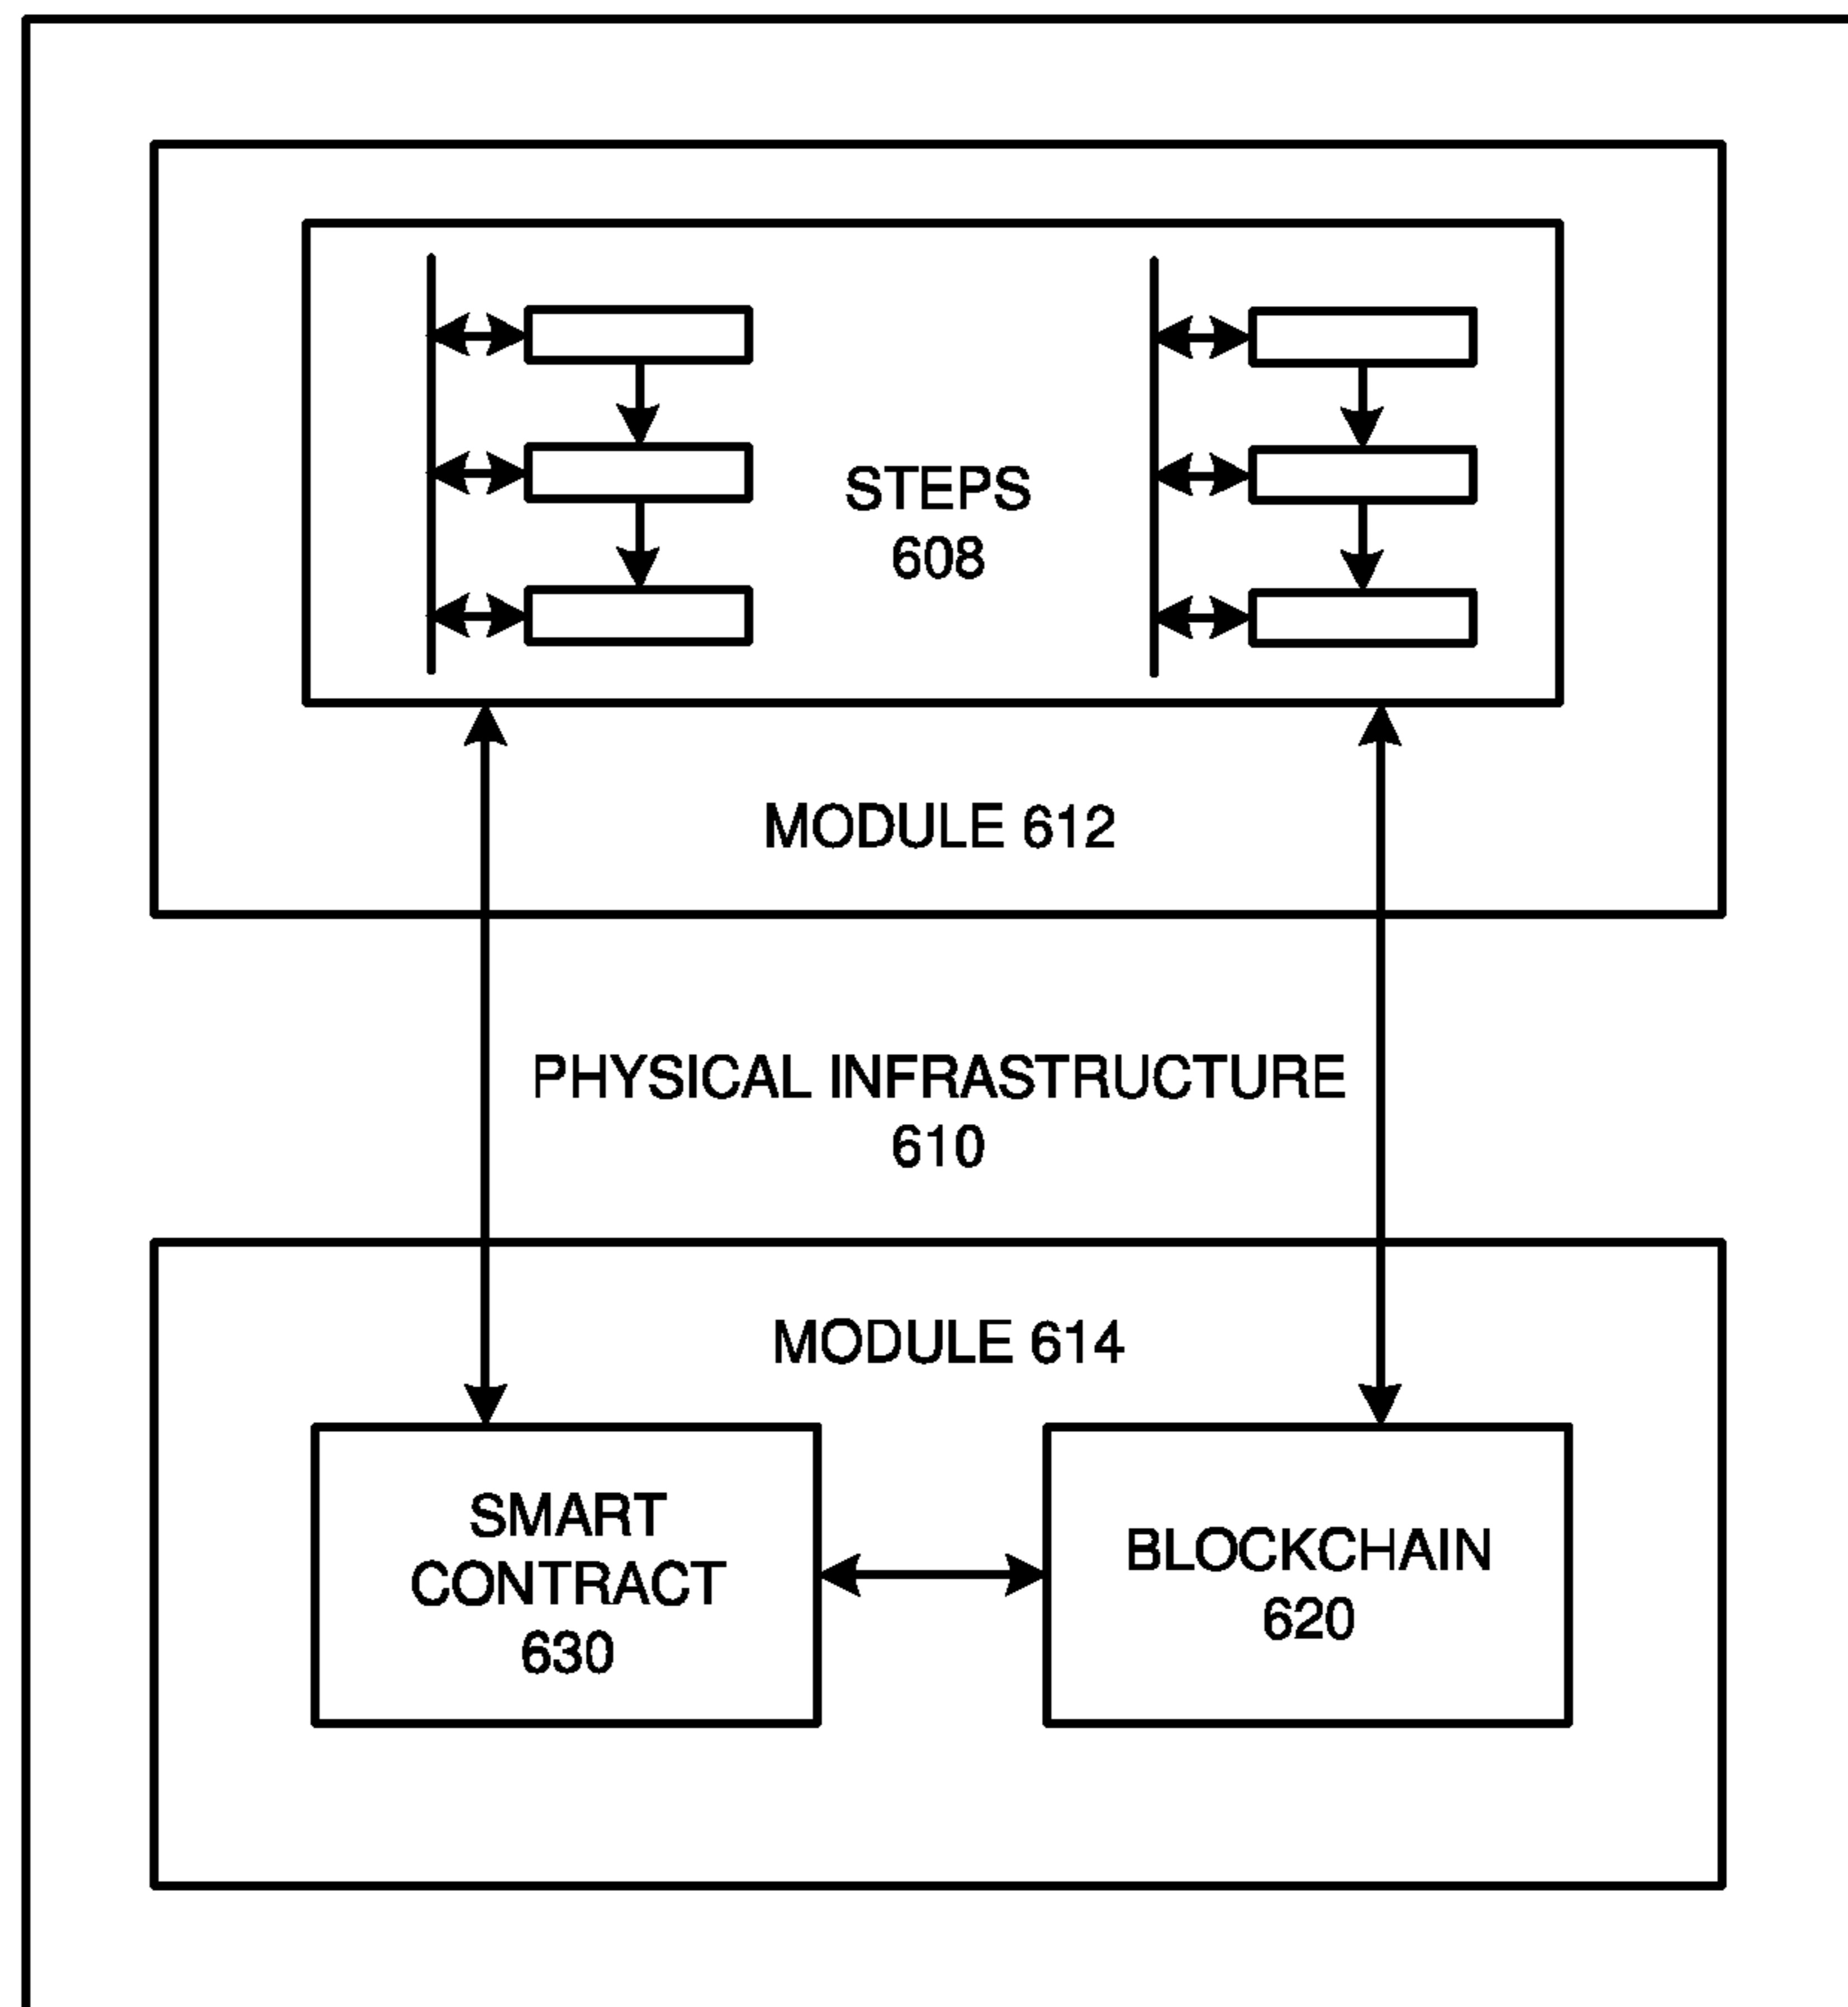 STEPS
608
MODULE 612
PHYSICAL INFRASTRUCTURE
610
MODULE 614
SMART
CONTRACT
630
BLOCKCHAIN
620